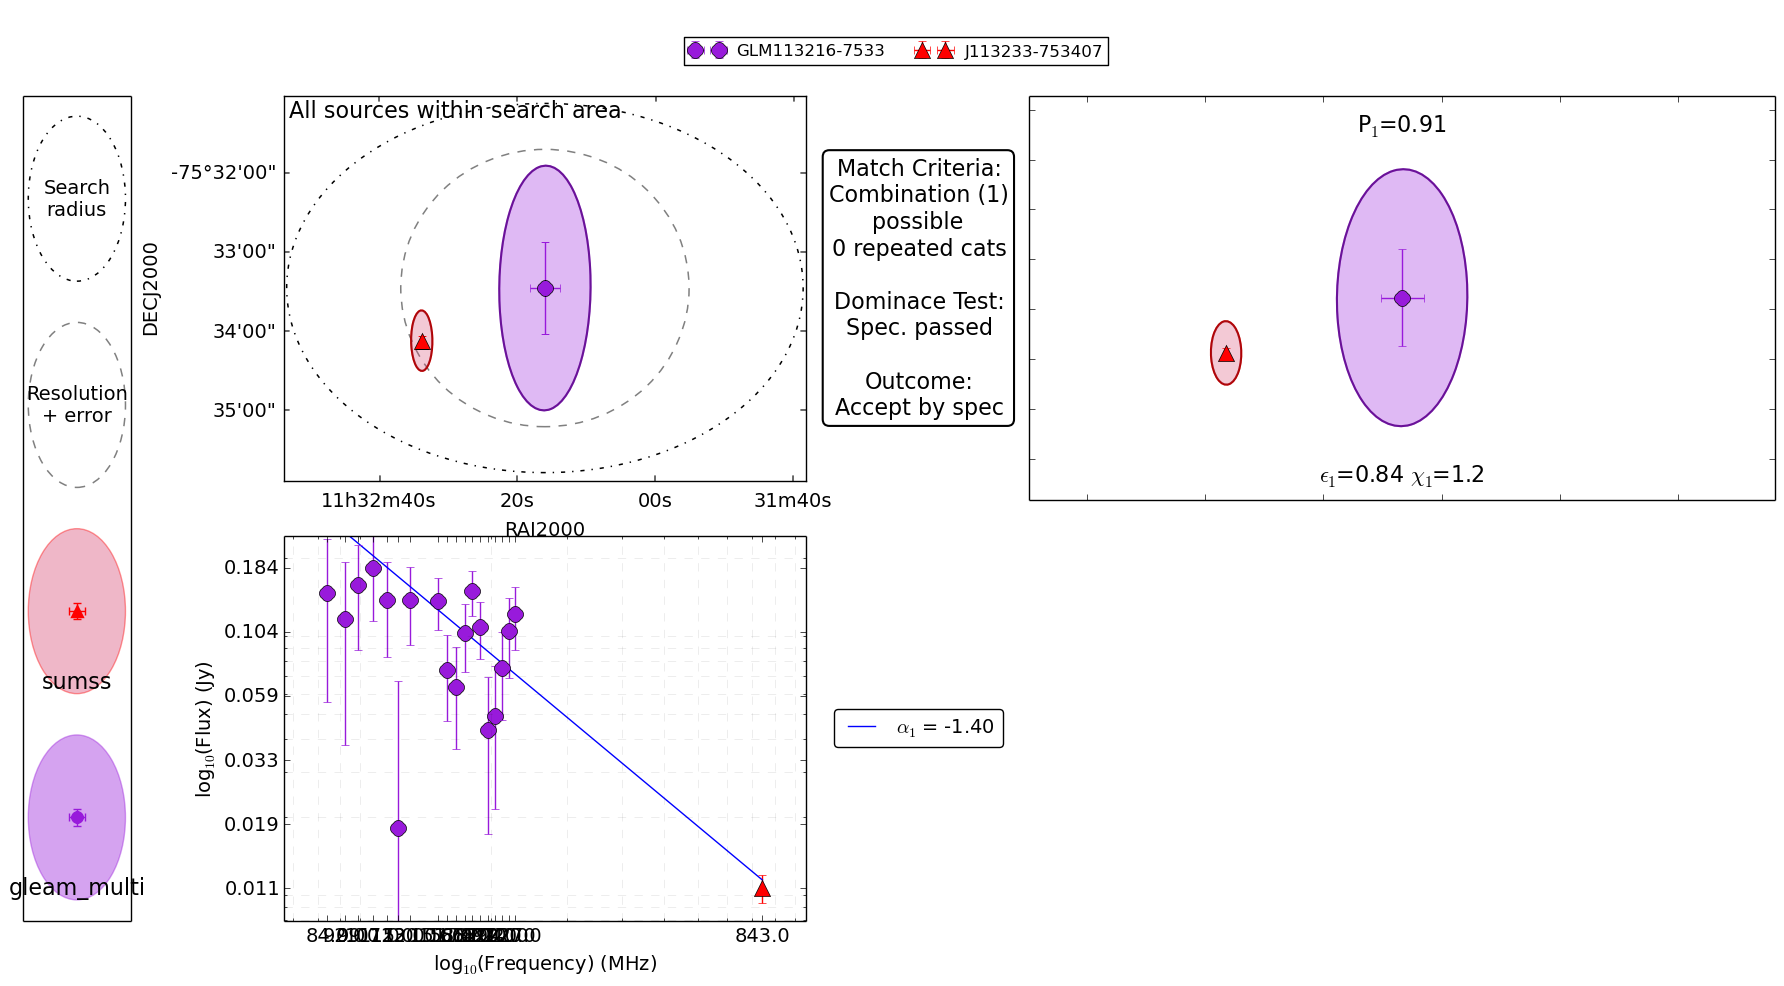 GLM113216-7533
J113233-753407
Search
radius
Resolution
+ error
sumss
gleam_multi
All sources within search area
DECJ2000
-75°32'00"
33'00"
34'00"
35'00"
11h32m40s
20s
00s
31m40s
RAJ2000
Match Criteria:
Combination (1)
possible
0 repeated cats
Dominace Test:
Spec. passed
Outcome:
Accept by spec
P₁=0.91
ϵ₁=0.84 χ₁=1.2
log₁₀(Flux) (Jy)
0.184
0.104
0.059
0.033
0.019
0.011
843.0
log₁₀(Frequency) (MHz)
α₁ = -1.40